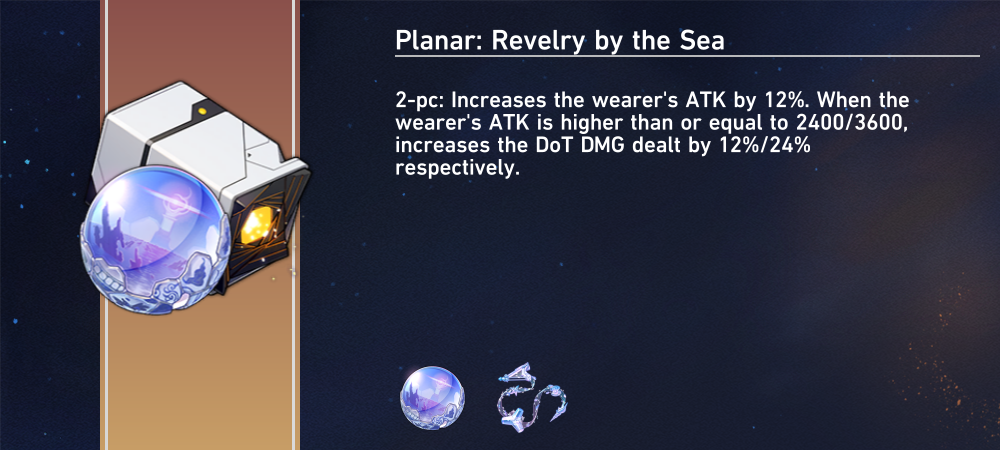 Planar: Revelry by the Sea
2-pc: Increases the wearer's ATK by 12%. When the
wearer's ATK is higher than or equal to 2400/3600,
increases the DoT DMG dealt by 12%/24%
respectively.